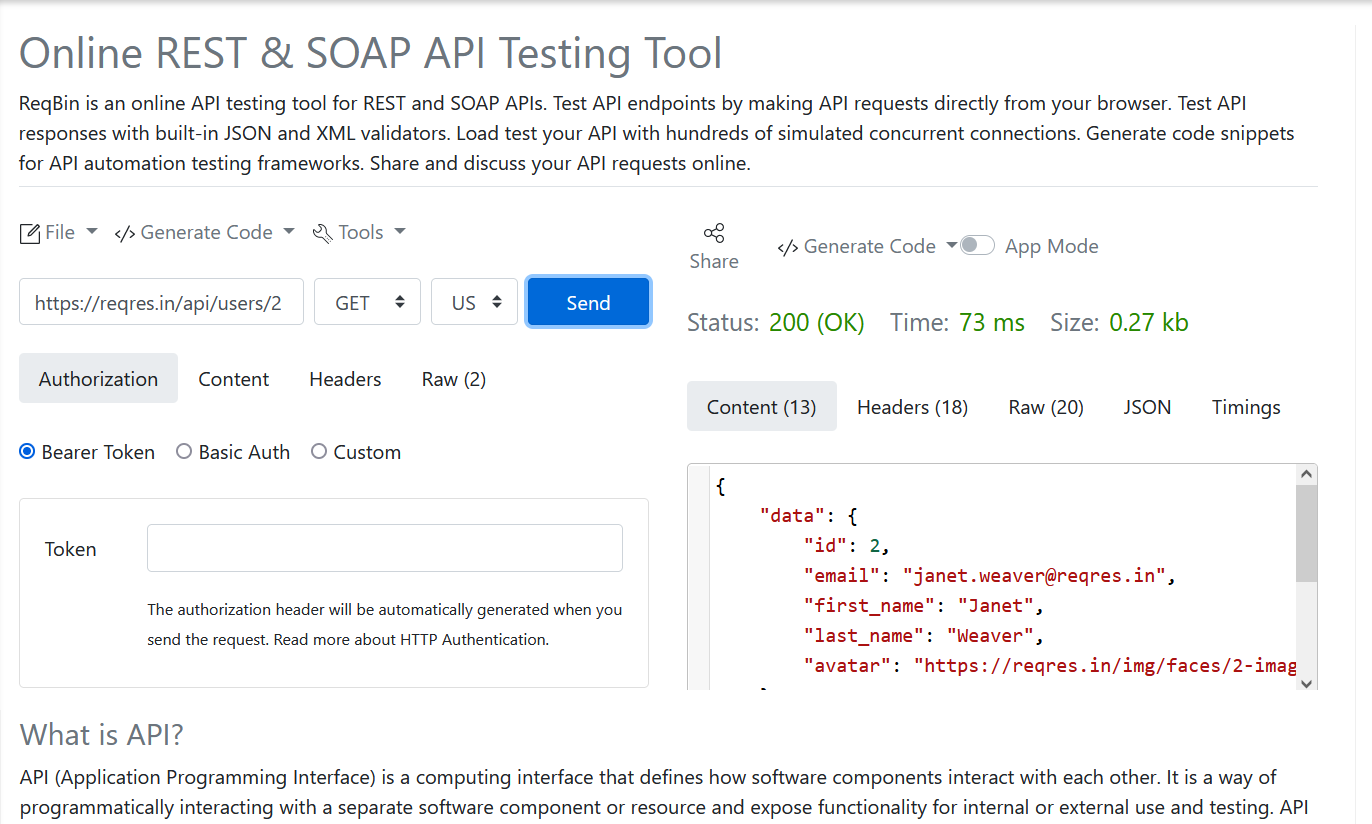 Online REST & SOAP API Testing Tool
ReqBin is an online API testing tool for REST and SOAP APIs. Test API endpoints by making API requests directly from your browser. Test API
responses with built-in JSON and XML validators. Load test your API with hundreds of simulated concurrent connections. Generate code snippets
for API automation testing frameworks. Share and discuss your API requests online.
File </> Generate Code Tools
Share
</> Generate Code App Mode
https://reqres.in/api/users/2 GET US Send
Status: 200 (OK) Time: 73 ms Size: 0.27 kb
Authorization Content Headers Raw (2)
Content (13) Headers (18) Raw (20) JSON Timings
Bearer Token Basic Auth Custom
Token
The authorization header will be automatically generated when you
send the request. Read more about HTTP Authentication.
{
"data": {
"id": 2,
"email": "janet.weaver@reqres.in",
"first_name": "Janet",
"last_name": "Weaver",
"avatar": "https://reqres.in/img/faces/2-imag
What is API?
API (Application Programming Interface) is a computing interface that defines how software components interact with each other. It is a way of
programmatically interacting with a separate software component or resource and expose functionality for internal or external use and testing. API